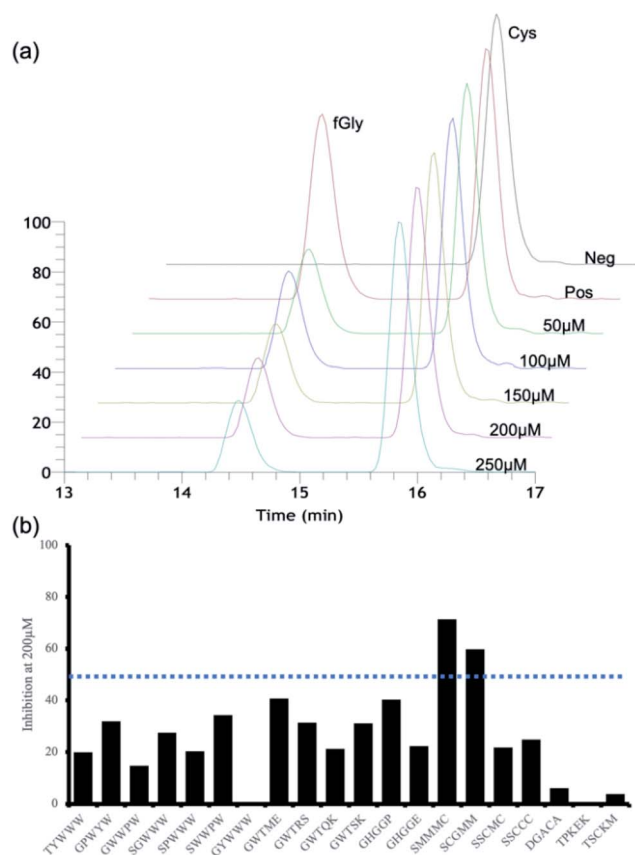 (a)
Cys
fGly
Neg
Pos
50µM
100µM
150µM
200µM
250µM
100
80
60
40
20
0
13 14 15 16 17
Time (min)
(b)
Inhibition at 200µM
100
80
60
40
20
0
TYWWW
GPWYW
GWWPW
SGWWW
SPWWW
SWWPW
GYWWW
GWTME
GWTRS
GWTQK
GWTSK
GHGGP
GHGGE
SMMMC
SCGMM
SSCMC
SSCCC
DGACA
TPKEK
TSCKM